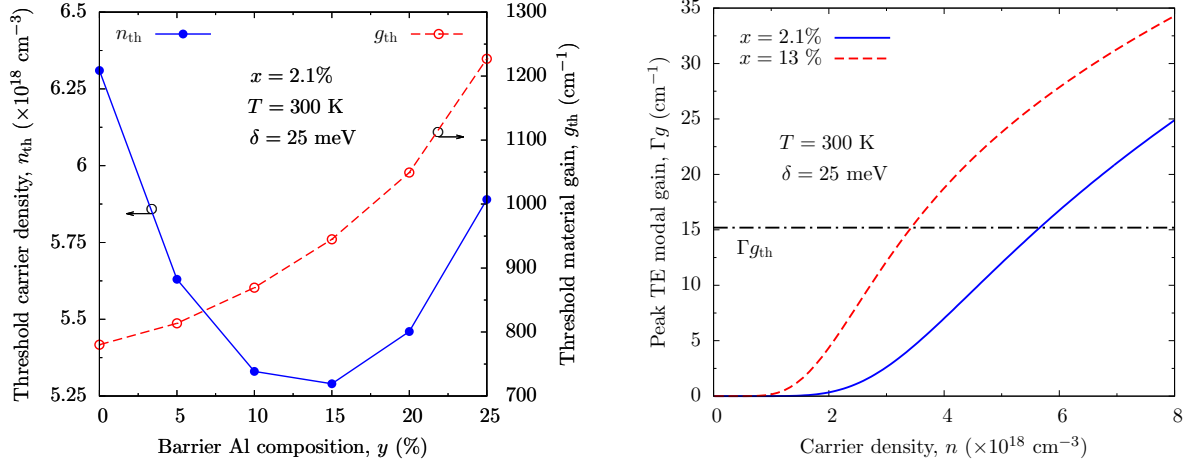 6.5
6.25
6
5.75
5.5
5.25
Threshold carrier density, n_th (×10^18 cm^−3)
0
5
10
15
20
25
Barrier Al composition, y (%)
1300
1200
1100
1000
900
800
700
Threshold material gain, g_th (cm^−1)
n_th
g_th
x = 2.1%
T = 300 K
δ = 25 meV
35
30
25
20
15
10
5
0
Peak TE modal gain, Γg (cm^−1)
0
2
4
6
8
Carrier density, n (×10^18 cm^−3)
x = 2.1%
x = 13 %
T = 300 K
δ = 25 meV
Γg_th